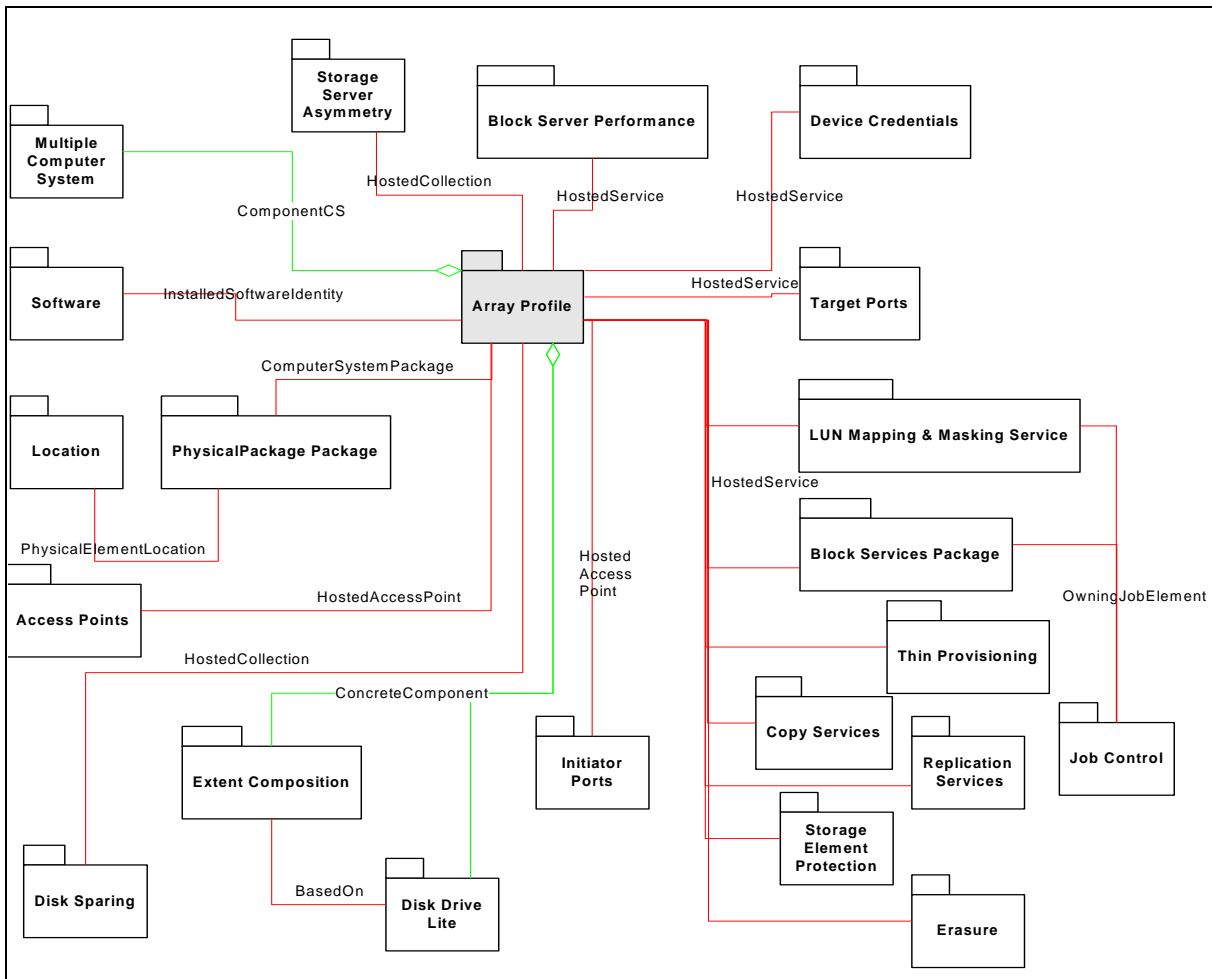 Storage
Server
Asymmetry
Block Server Performance
Device Credentials
Multiple
Computer
System
HostedCollection
HostedService
HostedService
ComponentCS
Software
InstalledSoftwareIdentity
Array Profile
HostedService
Target Ports
ComputerSystemPackage
Location
PhysicalPackage Package
LUN Mapping & Masking Service
HostedService
PhysicalElementLocation
Hosted
Access
Point
Block Services Package
Access Points
HostedAccessPoint
OwningJobElement
HostedCollection
Thin Provisioning
ConcreteComponent
Extent Composition
Initiator
Ports
Copy Services
Replication
Services
Job Control
Storage
Element
Protection
Disk Sparing
BasedOn
Disk Drive
Lite
Erasure